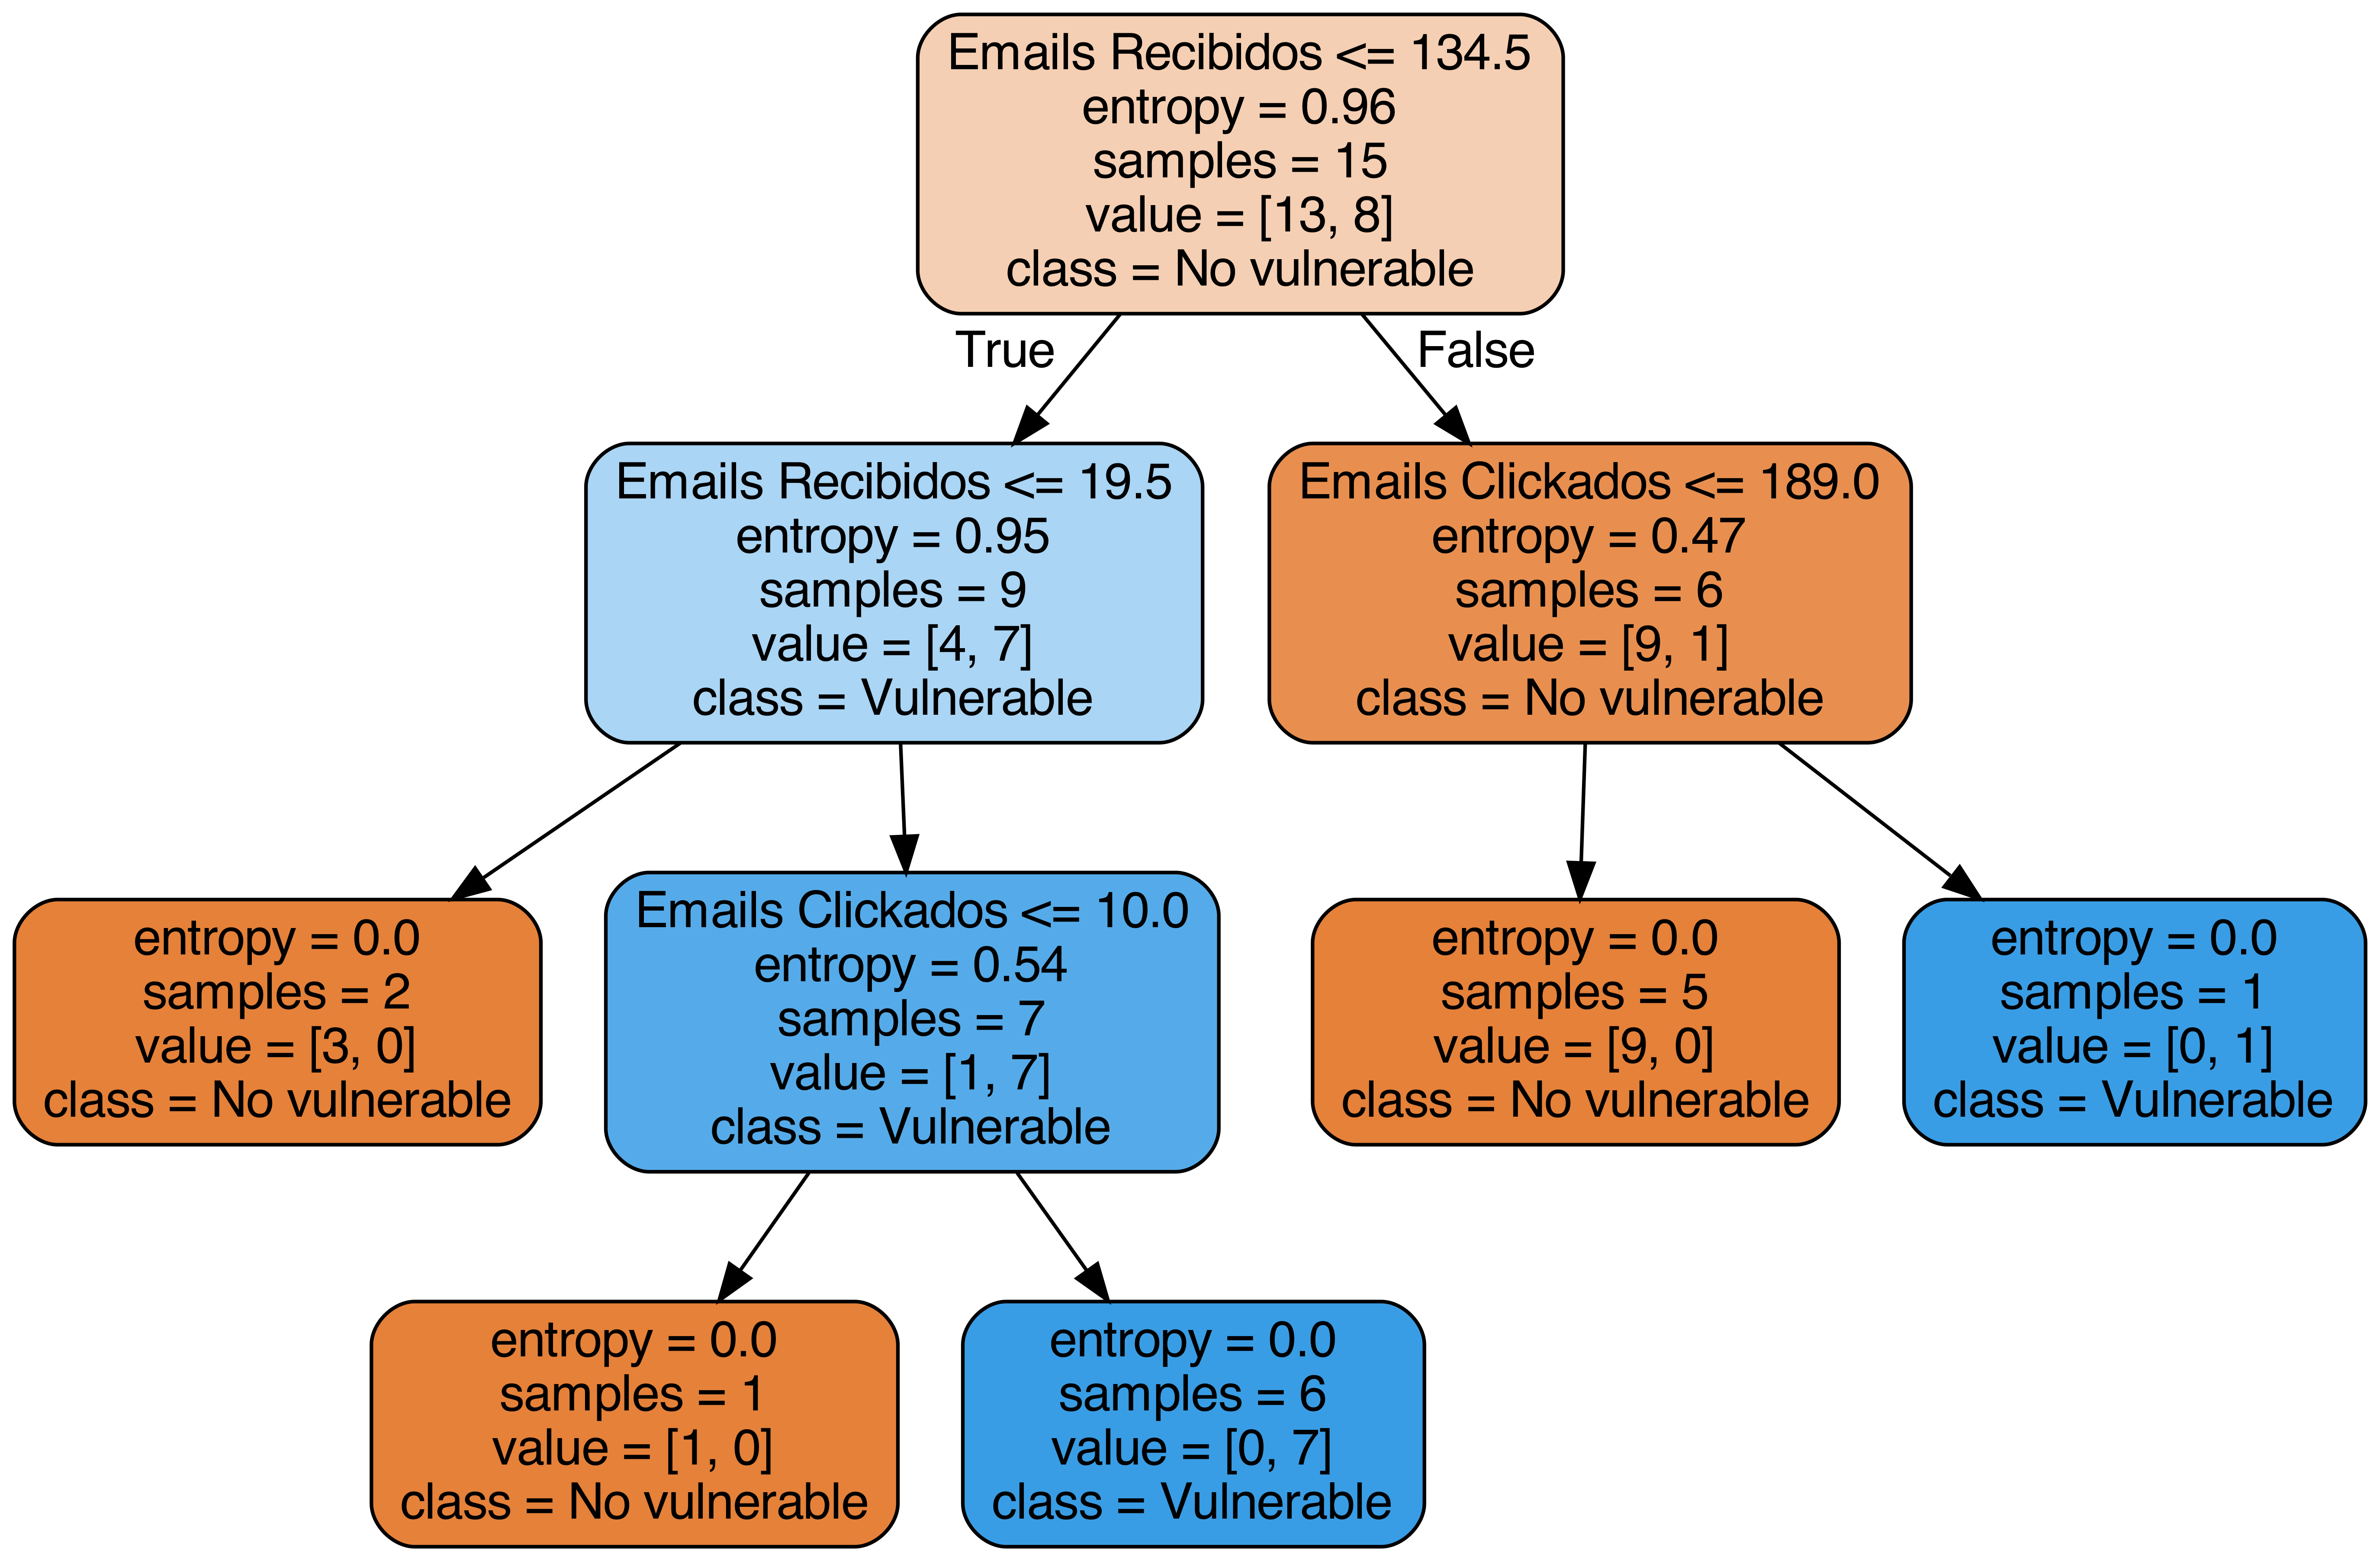 Emails Recibidos <= 134.5
entropy = 0.96
samples = 15
value = [13, 8]
class = No vulnerable
True
False
Emails Recibidos <= 19.5
entropy = 0.95
samples = 9
value = [4, 7]
class = Vulnerable
Emails Clickados <= 189.0
entropy = 0.47
samples = 6
value = [9, 1]
class = No vulnerable
entropy = 0.0
samples = 2
value = [3, 0]
class = No vulnerable
Emails Clickados <= 10.0
entropy = 0.54
samples = 7
value = [1, 7]
class = Vulnerable
entropy = 0.0
samples = 5
value = [9, 0]
class = No vulnerable
entropy = 0.0
samples = 1
value = [0, 1]
class = Vulnerable
entropy = 0.0
samples = 1
value = [1, 0]
class = No vulnerable
entropy = 0.0
samples = 6
value = [0, 7]
class = Vulnerable